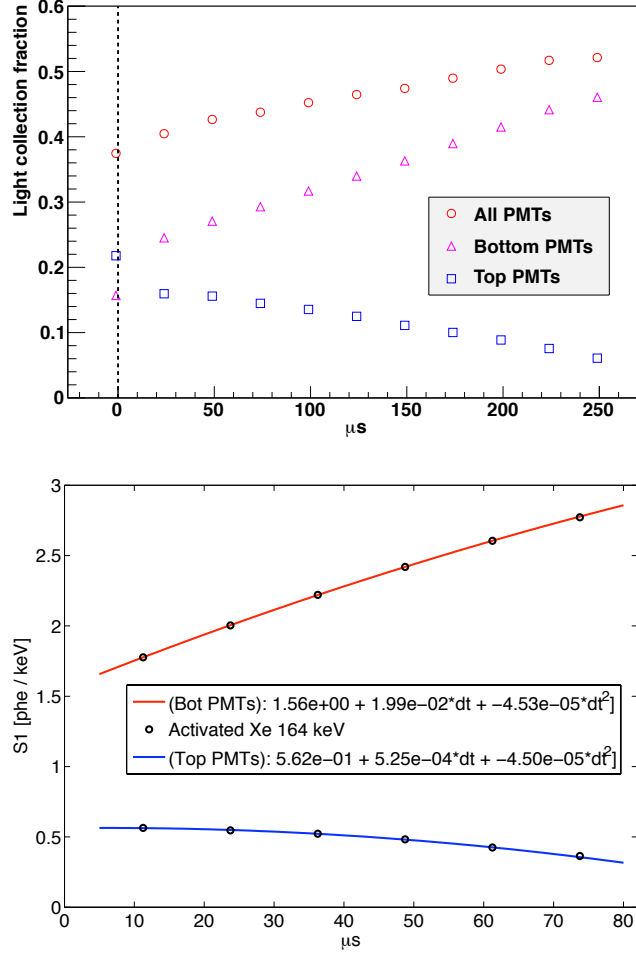 Light collection fraction
0.6
0.5
0.4
0.3
0.2
0.1
0
All PMTs
Bottom PMTs
Top PMTs
0 50 100 150 200 250
μs
S1 [phe / keV]
3
2.5
2
1.5
1
0.5
0
(Bot PMTs): 1.56e+00 + 1.99e−02*dt + −4.53e−05*dt²]
Activated Xe 164 keV
(Top PMTs): 5.62e−01 + 5.25e−04*dt + −4.50e−05*dt²]
0 10 20 30 40 50 60 70 80
μs